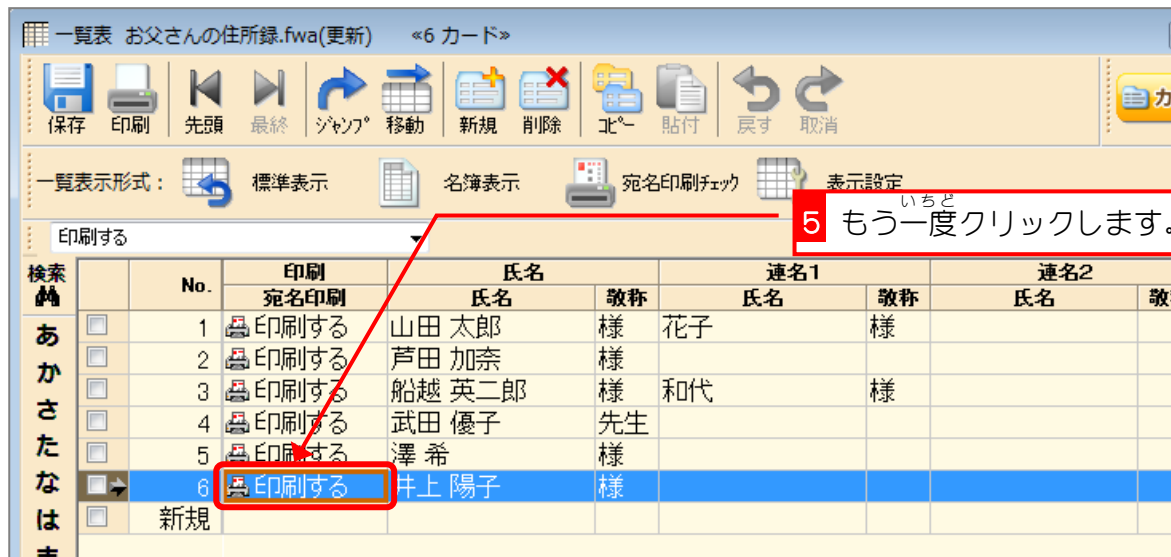 一覧表 お父さんの住所録.fwa(更新) «6 カード»
保存 印刷 先頭 最終 ジャンプ 移動 新規 削除 コピー 貼付 戻す 取消
一覧表示形式： 標準表示 名簿表示 宛名印刷チェック 表示設定
いちど
5 もう一度クリックします。
印刷する
検索 No. 印刷 氏名 連名1 連名2
宛名印刷 氏名 敬称 氏名 敬称 氏名
あ 1 印刷する 山田 太郎 様 花子 様
か 2 印刷する 芦田 加奈 様
さ 3 印刷する 船越 英二郎 様 和代 様
4 印刷する 武田 優子 先生
た 5 印刷する 澤 希 様
な 6 印刷する 井上 陽子 様
は 新規